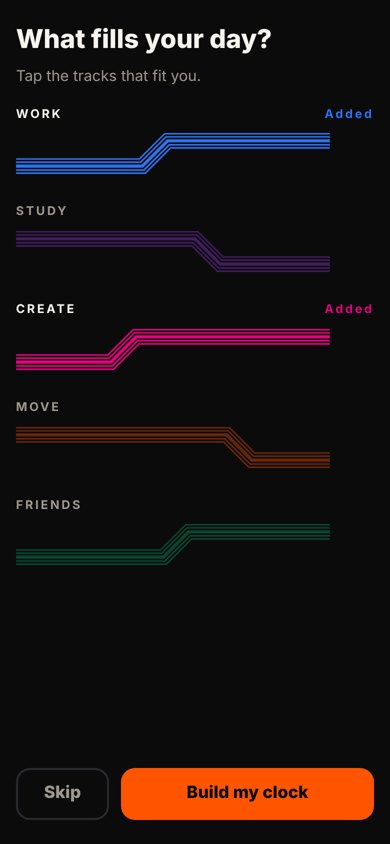 What fills your day?
Tap the tracks that fit you.
WORK Added
STUDY
CREATE Added
MOVE
FRIENDS
Skip Build my clock